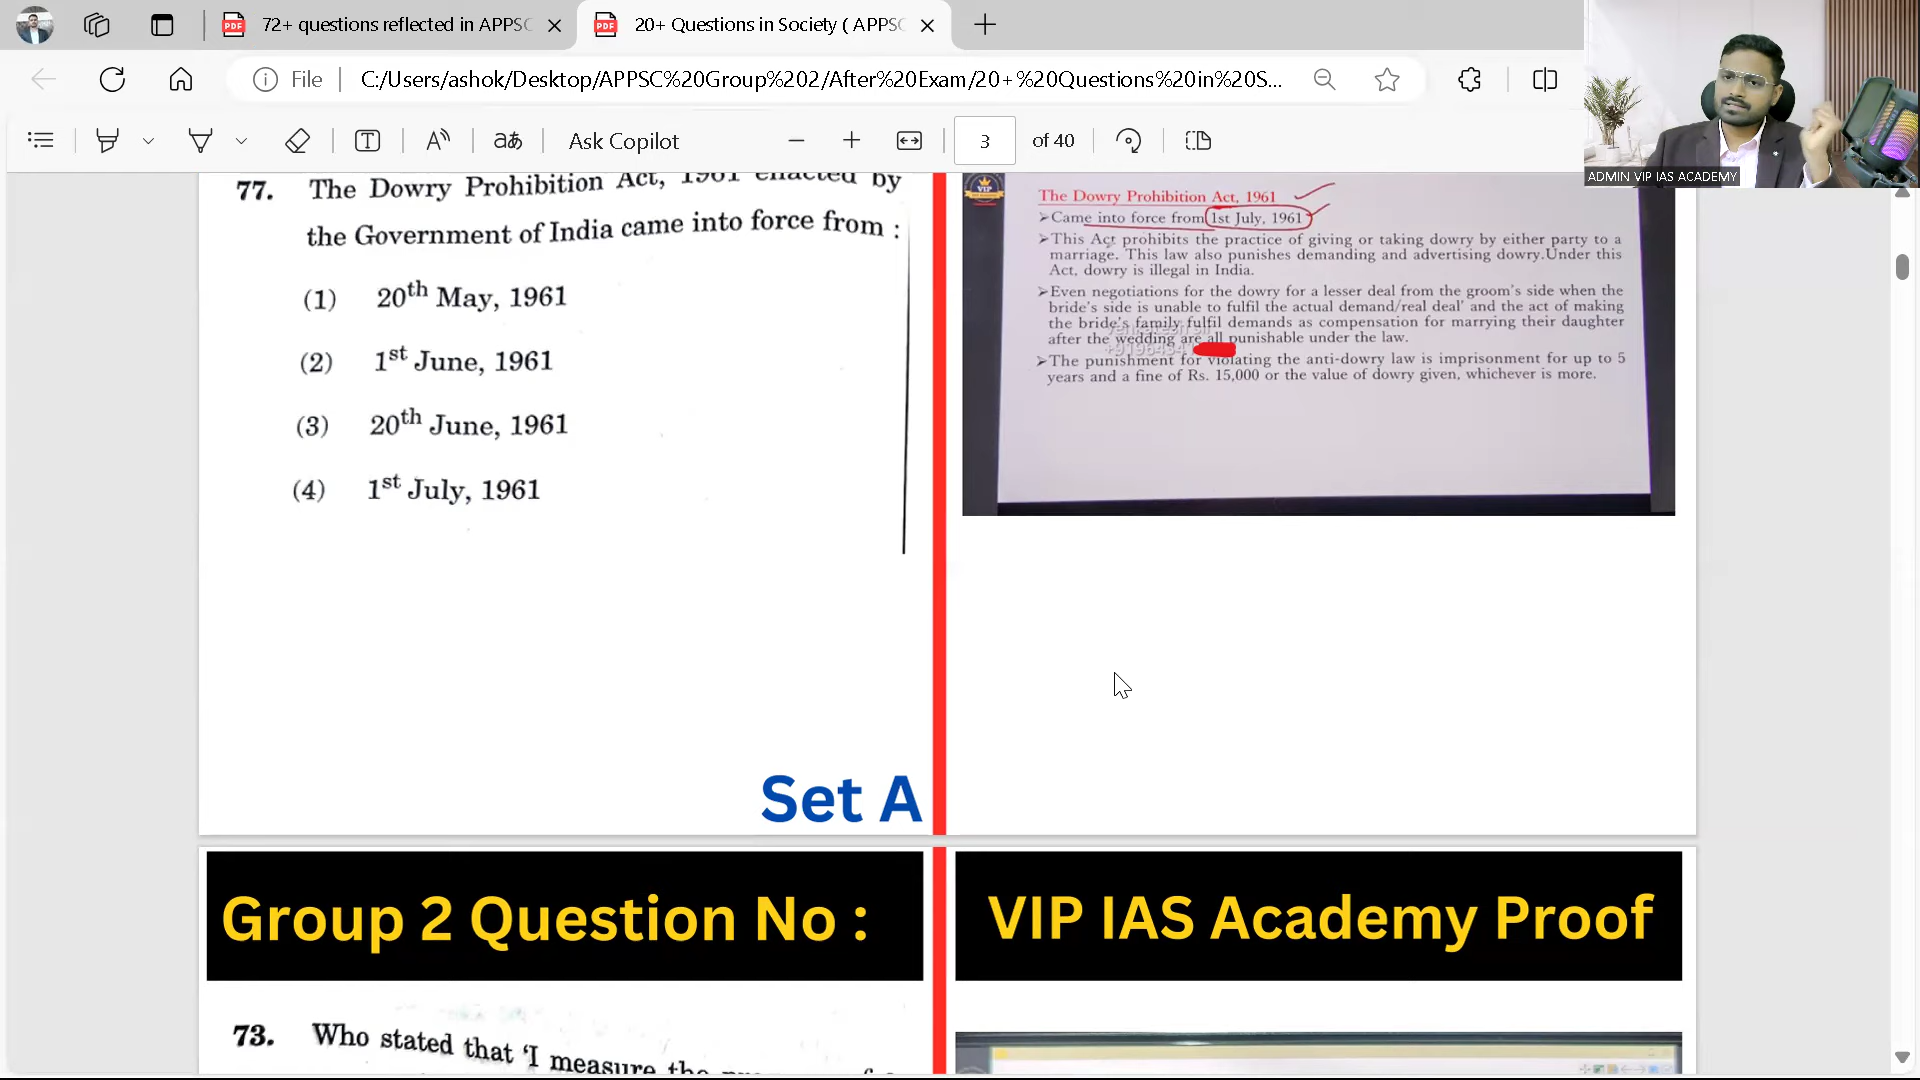 72+ questions reflected in APPSC
20+ Questions in Society ( APPSC
File
C:/Users/ashok/Desktop/APPSC%20Group%202/After%20Exam/20+%20Questions%20in%20S...
Ask Copilot
3
of 40
ADMIN VIP IAS ACADEMY
77. The Dowry Prohibition Act, 1961 enacted by
the Government of India came into force from :
(1) 20th May, 1961
(2) 1st June, 1961
(3) 20th June, 1961
(4) 1st July, 1961
Set A
VIP
The Dowry Prohibition Act, 1961
➢Came into force from 1st July, 1961
➢This Act prohibits the practice of giving or taking dowry by either party to a
marriage. This law also punishes demanding and advertising dowry.Under this
Act, dowry is illegal in India.
➢Even negotiations for the dowry for a lesser deal from the groom's side when the
bride's side is unable to fulfil the actual demand/real deal' and the act of making
the bride's family fulfil demands as compensation for marrying their daughter
after the wedding are all punishable under the law.
➢The punishment for violating the anti-dowry law is imprisonment for up to 5
years and a fine of Rs. 15,000 or the value of dowry given, whichever is more.
Group 2 Question No :
VIP IAS Academy Proof
73. Who stated that 'I measure the